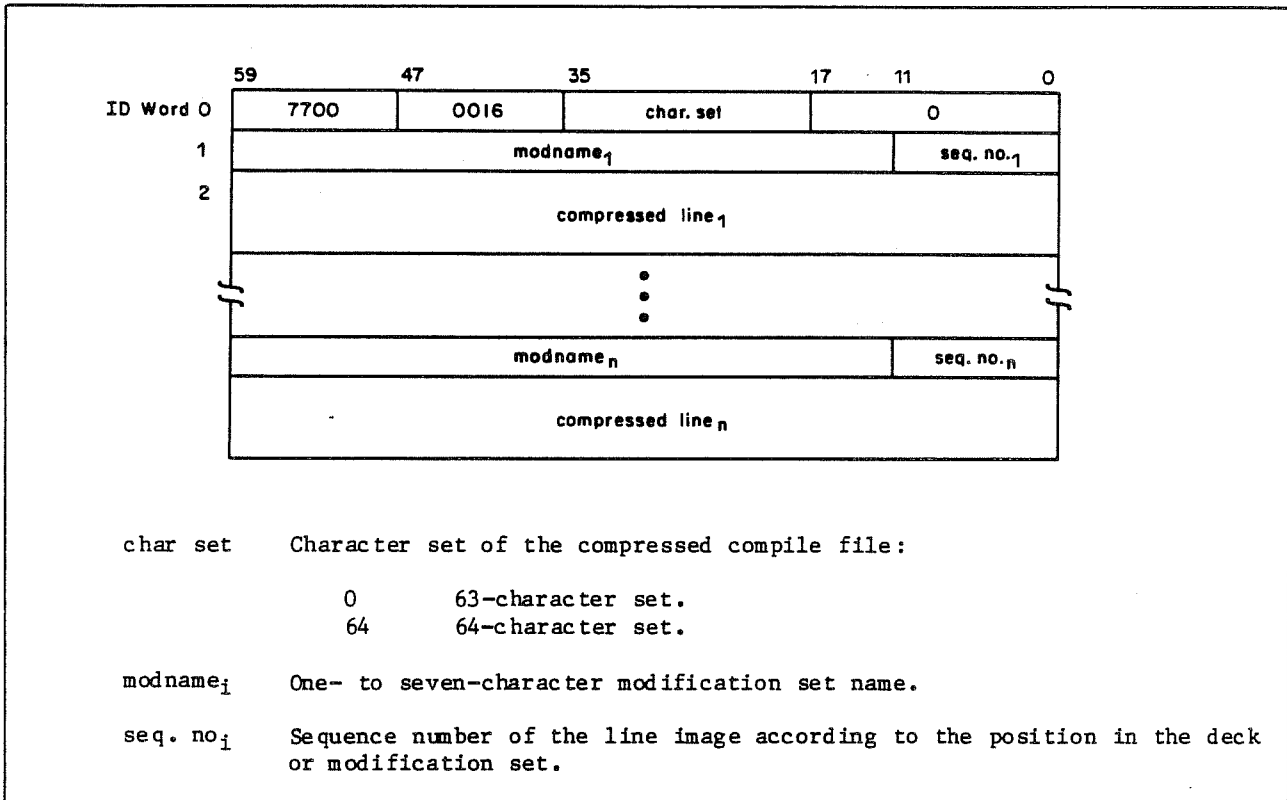 59 47 35 17 11 0
ID Word 0 7700 0016 char. set 0
1 modname1 seq. no.1
2
compressed line1
modnamen seq. no.n
compressed linen
char set Character set of the compressed compile file:
0 63-character set.
64 64-character set.
modnamei One- to seven-character modification set name.
seq. noi Sequence number of the line image according to the position in the deck
or modification set.